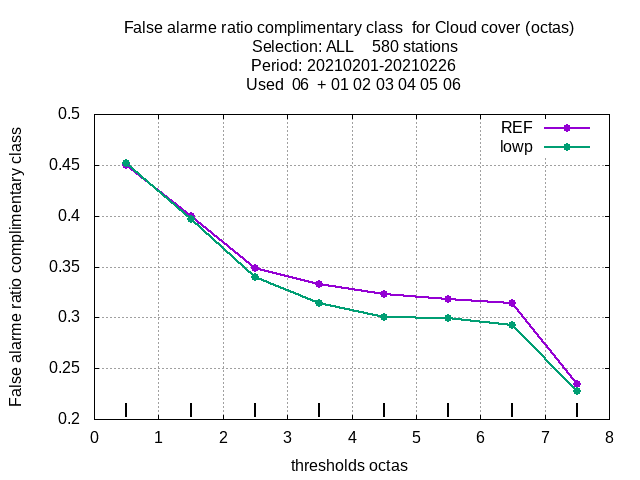 False alarme ratio complimentary class  for Cloud cover (octas)
Selection: ALL    580 stations
Period: 20210201-20210226
Used  06  + 01 02 03 04 05 06
False alarme ratio complimentary class
REF
lowp
0.5
0.45
0.4
0.35
0.3
0.25
0.2
0 1 2 3 4 5 6 7 8
thresholds octas